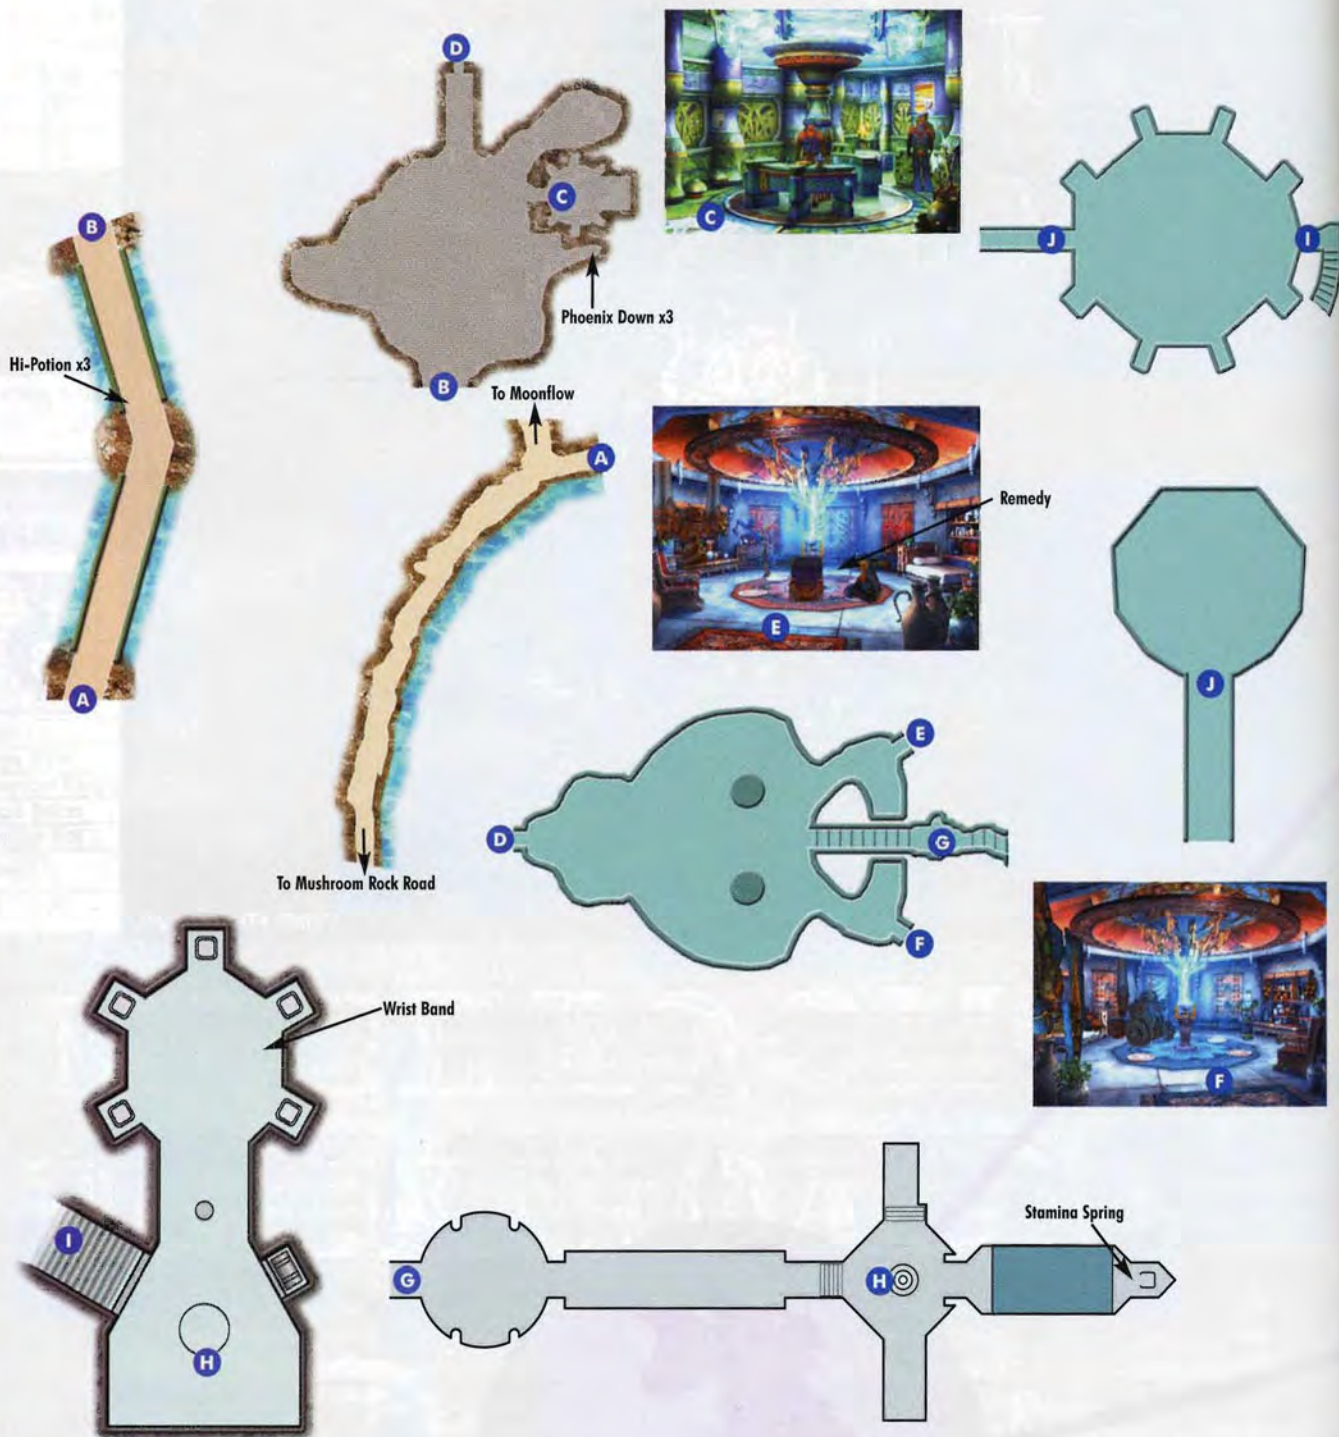 D
C
C
J
I
B
Phoenix Down x3
Hi-Potion x3
B
To Moonflow
A
Remedy
E
J
A
E
D
G
To Mushroom Rock Road
F
Wrist Band
F
I
Stamina Spring
G
H
H